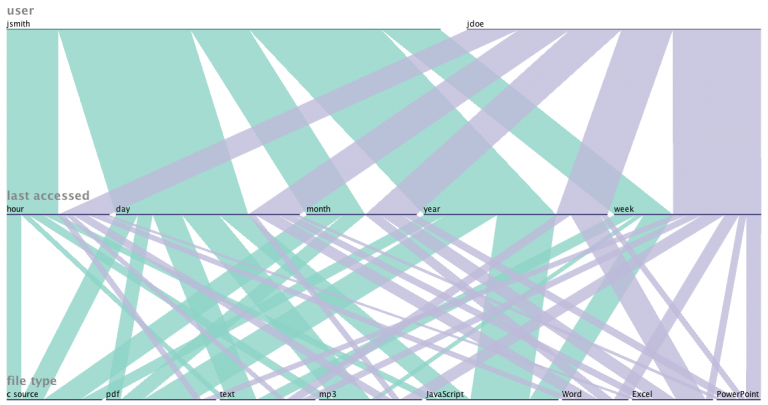 user
jsmith jdoe
last accessed
hour day month year week
file type
c source pdf text mp3 JavaScript Word Excel PowerPoint